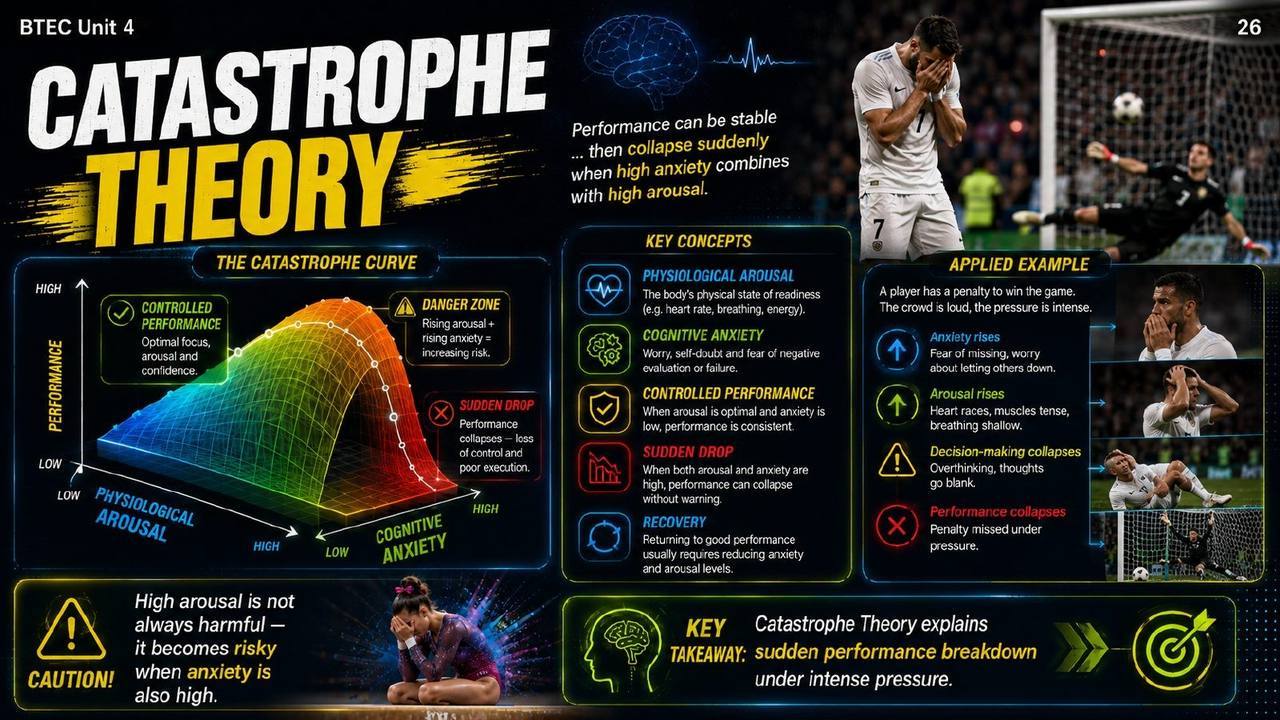 BTEC Unit 4
26
CATASTROPHE
THEORY
Performance can be stable
... then collapse suddenly
when high anxiety combines
with high arousal.
THE CATASTROPHE CURVE
HIGH
PERFORMANCE
LOW
LOW
PHYSIOLOGICAL
AROUSAL
HIGH
LOW
COGNITIVE
ANXIETY
HIGH
CONTROLLED
PERFORMANCE
Optimal focus,
arousal and
confidence.
DANGER ZONE
Rising arousal +
rising anxiety =
increasing risk.
SUDDEN DROP
Performance
collapses — loss
of control and
poor execution.
KEY CONCEPTS
PHYSIOLOGICAL AROUSAL
The body's physical state of readiness
(e.g. heart rate, breathing, energy).
COGNITIVE ANXIETY
Worry, self-doubt and fear of negative
evaluation or failure.
CONTROLLED PERFORMANCE
When arousal is optimal and anxiety is
low, performance is consistent.
SUDDEN DROP
When both arousal and anxiety are
high, performance can collapse
without warning.
RECOVERY
Returning to good performance
usually requires reducing anxiety
and arousal levels.
7
7
7
APPLIED EXAMPLE
A player has a penalty to win the game.
The crowd is loud, the pressure is intense.
Anxiety rises
Fear of missing, worry
about letting others down.
Arousal rises
Heart races, muscles tense,
breathing shallow.
Decision-making collapses
Overthinking, thoughts
go blank.
Performance collapses
Penalty missed under
pressure.
CAUTION!
High arousal is not
always harmful —
it becomes risky
when anxiety is
also high.
KEY
TAKEAWAY:
Catastrophe Theory explains
sudden performance breakdown
under intense pressure.